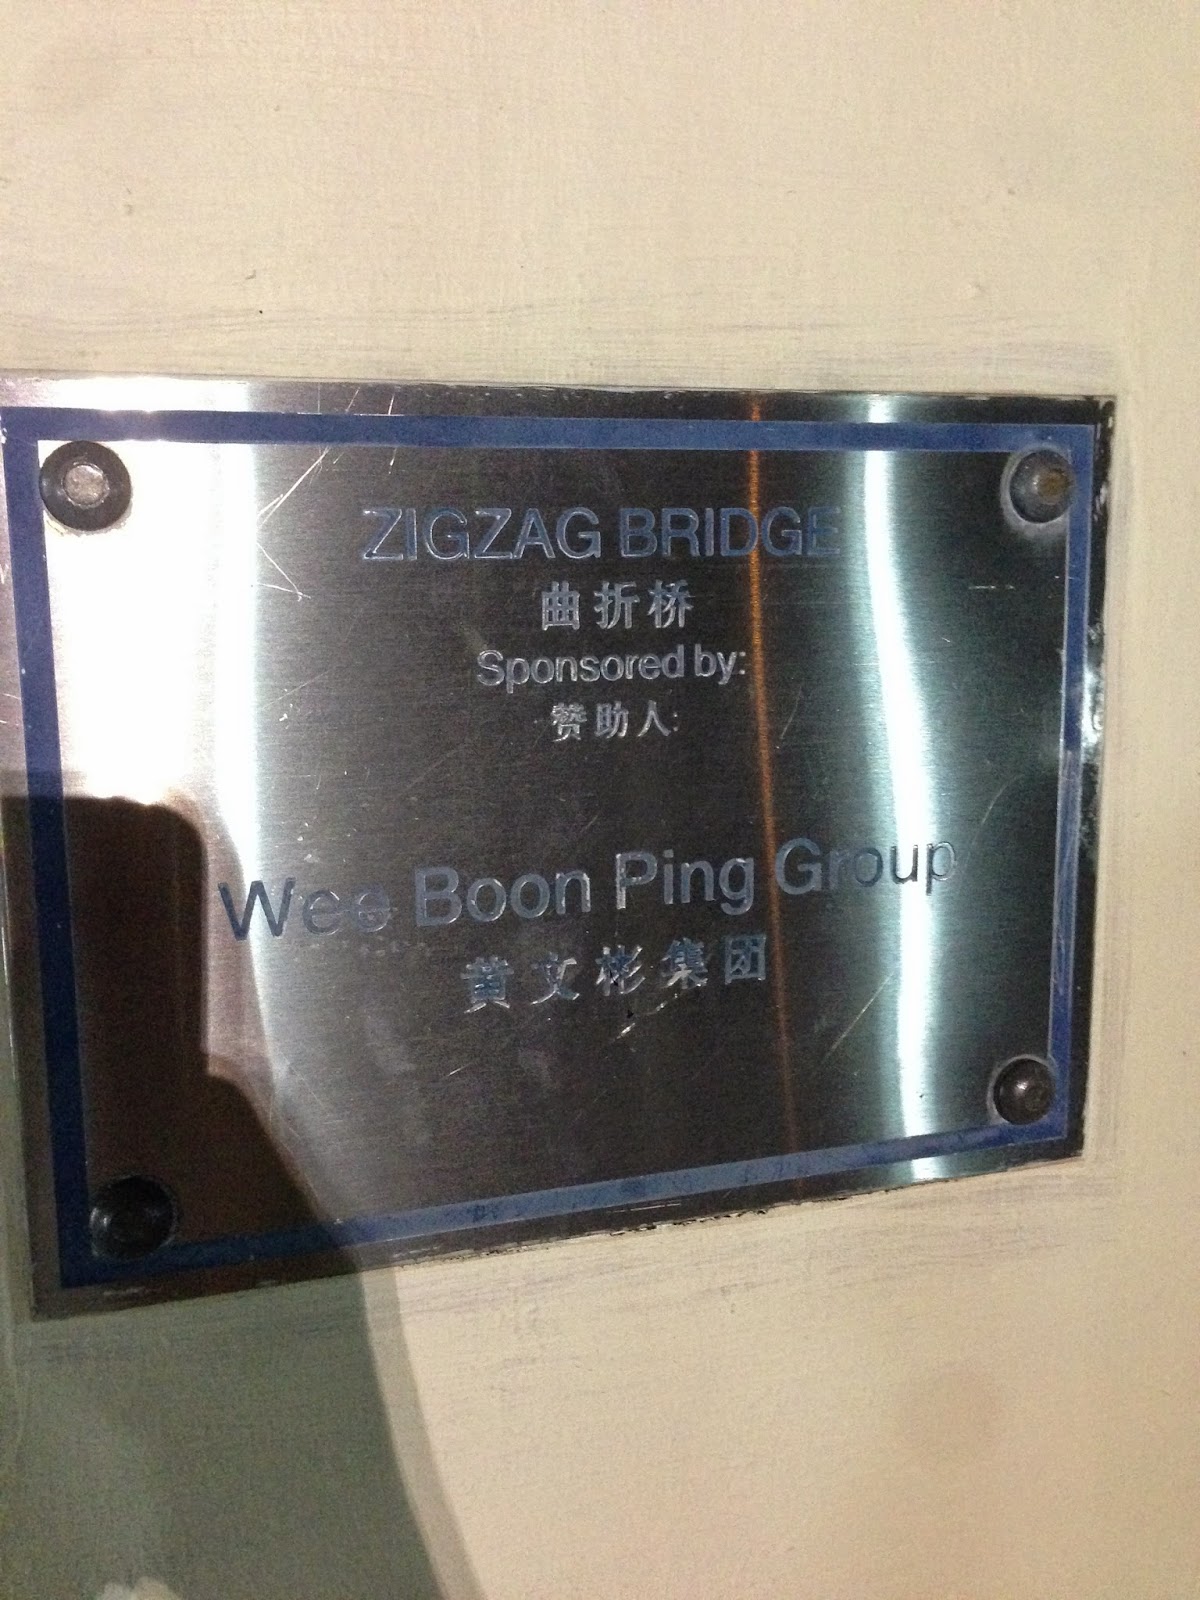 ZIGZAG BRIDGE
曲折桥
Sponsored by:
赞助人:
Wee Boon Ping Group
黄文彬集团